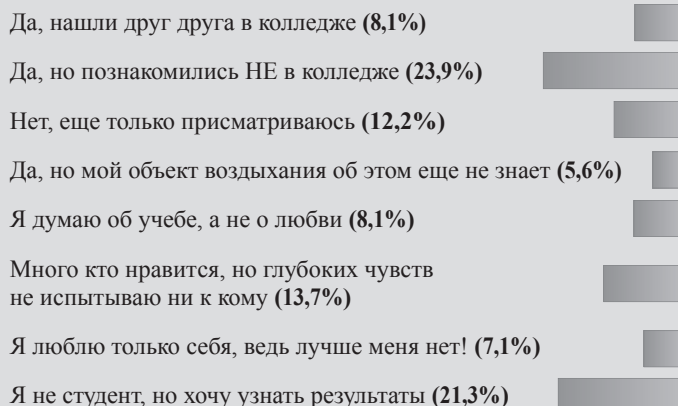 Да, нашли друг друга в колледже (8,1%)
Да, но познакомились НЕ в колледже (23,9%)
Нет, еще только присматриваюсь (12,2%)
Да, но мой объект воздыхания об этом еще не знает (5,6%)
Я думаю об учебе, а не о любви (8,1%)
Много кто нравится, но глубоких чувств
не испытываю ни к кому (13,7%)
Я люблю только себя, ведь лучше меня нет! (7,1%)
Я не студент, но хочу узнать результаты (21,3%)